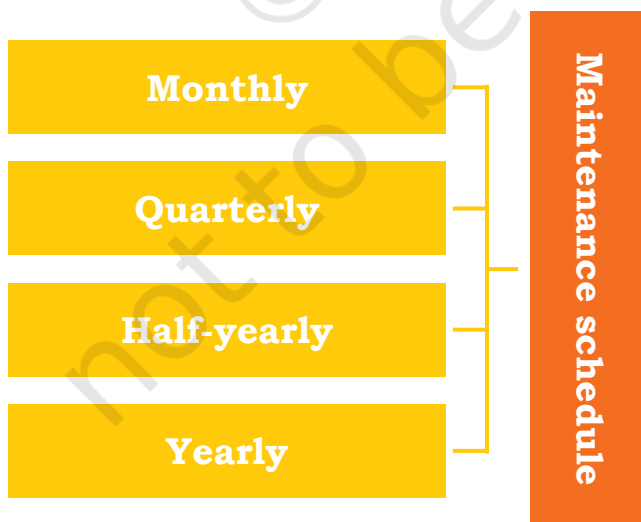 Monthly
Quarterly
Half-yearly
Yearly
Maintenance schedule
not to be